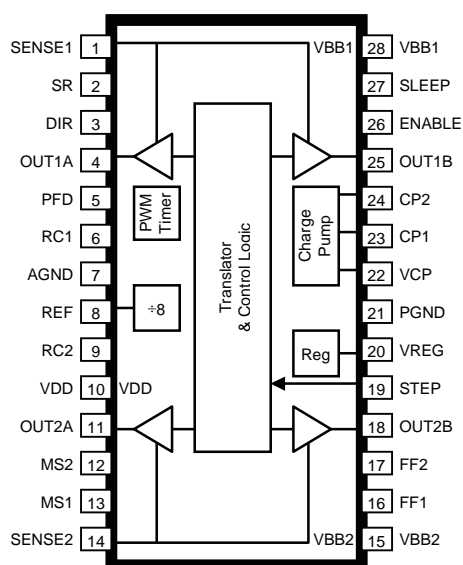 SENSE1 1 VBB1 28 VBB1
SR 2 27 SLEEP
DIR 3 26 ENABLE
OUT1A 4 25 OUT1B
PFD 5 24 CP2
RC1 6 23 CP1
AGND 7 22 VCP
REF 8 21 PGND
RC2 9 20 VREG
VDD 10 VDD 19 STEP
OUT2A 11 18 OUT2B
MS2 12 17 FF2
MS1 13 16 FF1
SENSE2 14 VBB2 15 VBB2
PWM
Timer
÷8
Translator
& Control Logic
Charge
Pump
Reg